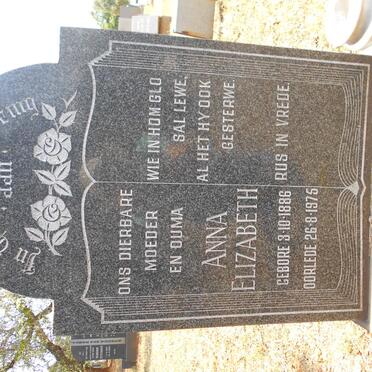 ONS DIERBARE
MOEDER
EN OUMA
ANNA
ELIZABETH
GEBORE 3·10·1886
OORLEDE 26·8·1975
WIE IN HOM GLO
SAL LEWE,
AL HET HY OOK
GESTERWE.
RUS IN VREDE.